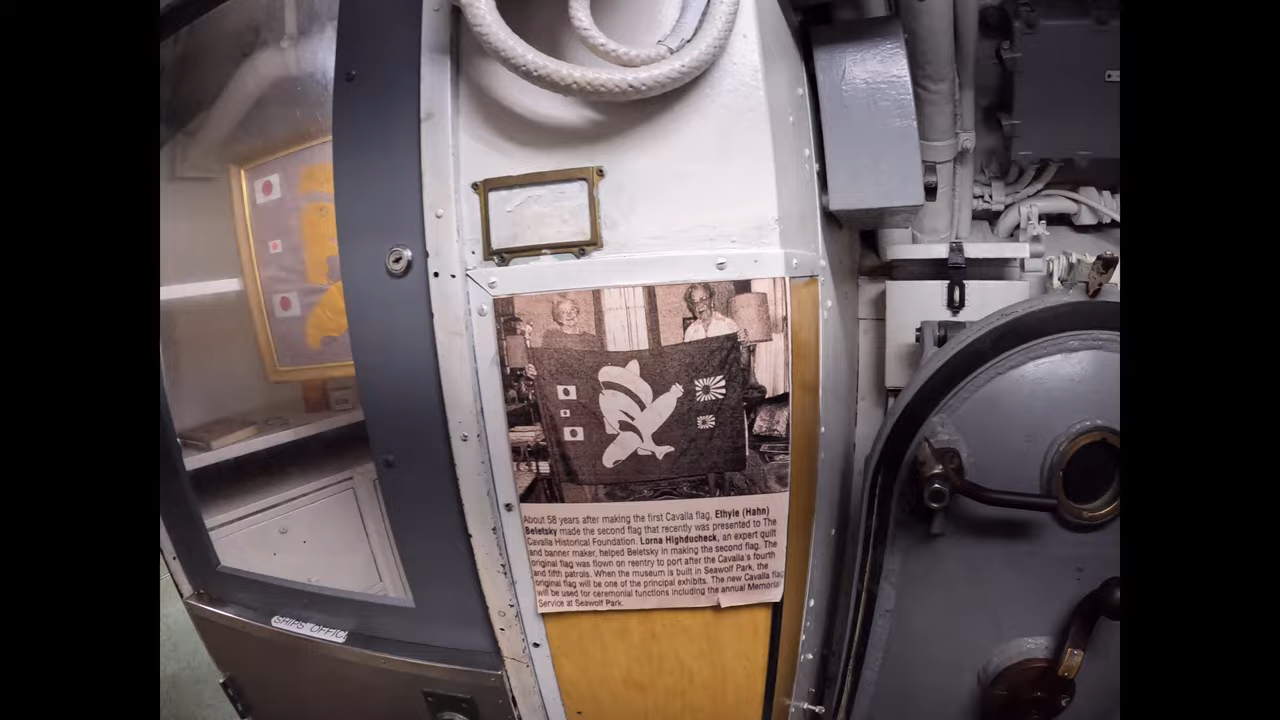 About 58 years after making the first Cavalla flag, Ethyle (Hahn)
Beletsky made the second flag that recently was presented to The
Cavalla Historical Foundation. Lorna Highducheck, an expert quilt
and banner maker, helped Beletsky in making the second flag. The
original flag was flown on reentry to port after the Cavalla's fourth
and fifth patrols. When the museum is built in Seawolf Park, the
original flag will be one of the principal exhibits. The new Cavalla flag
will be used for ceremonial functions including the annual Memorial
Service at Seawolf Park.
SHIPS OFFICE